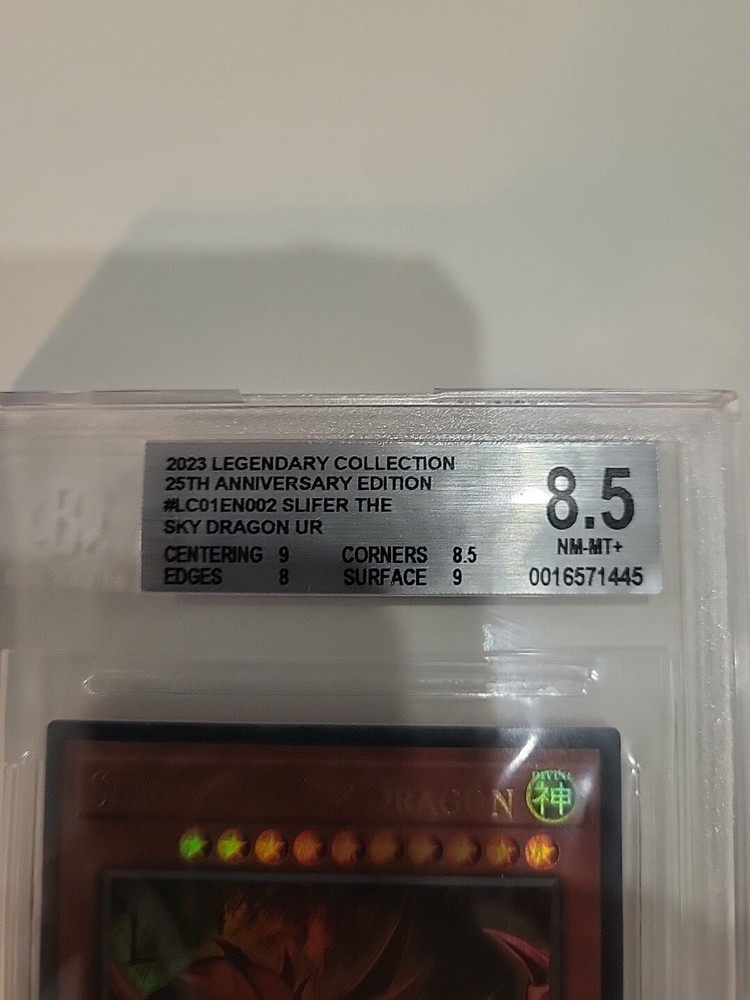 2023 LEGENDARY COLLECTION
25TH ANNIVERSARY EDITION
#LC01EN002 SLIFER THE
SKY DRAGON UR
8.5
NM-MT+
CENTERING 9 CORNERS 8.5
EDGES 8 SURFACE 9
0016571445
DRAGON
DIVINE
神